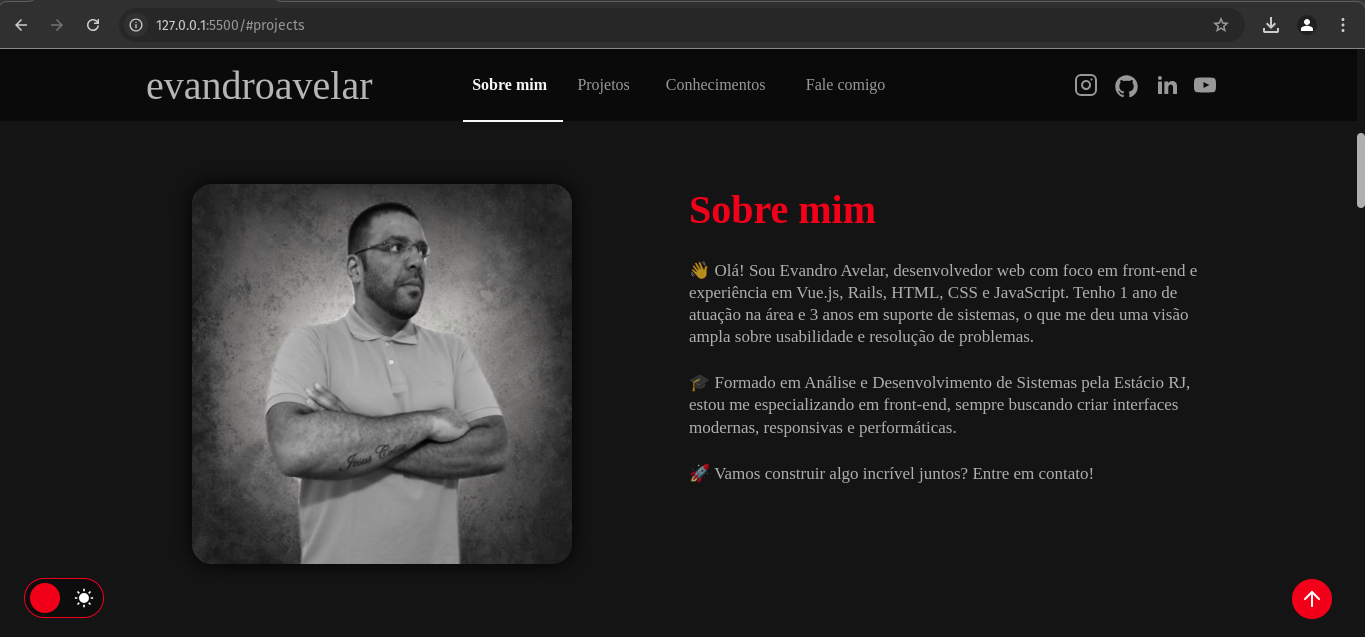 127.0.0.1:5500/#projects
evandroavelar
Sobre mim
Projetos
Conhecimentos
Fale comigo
in
Sobre mim
👋 Olá! Sou Evandro Avelar, desenvolvedor web com foco em front-end e
experiência em Vue.js, Rails, HTML, CSS e JavaScript. Tenho 1 ano de
atuação na área e 3 anos em suporte de sistemas, o que me deu uma visão
ampla sobre usabilidade e resolução de problemas.
🎓 Formado em Análise e Desenvolvimento de Sistemas pela Estácio RJ,
estou me especializando em front-end, sempre buscando criar interfaces
modernas, responsivas e performáticas.
🚀 Vamos construir algo incrível juntos? Entre em contato!